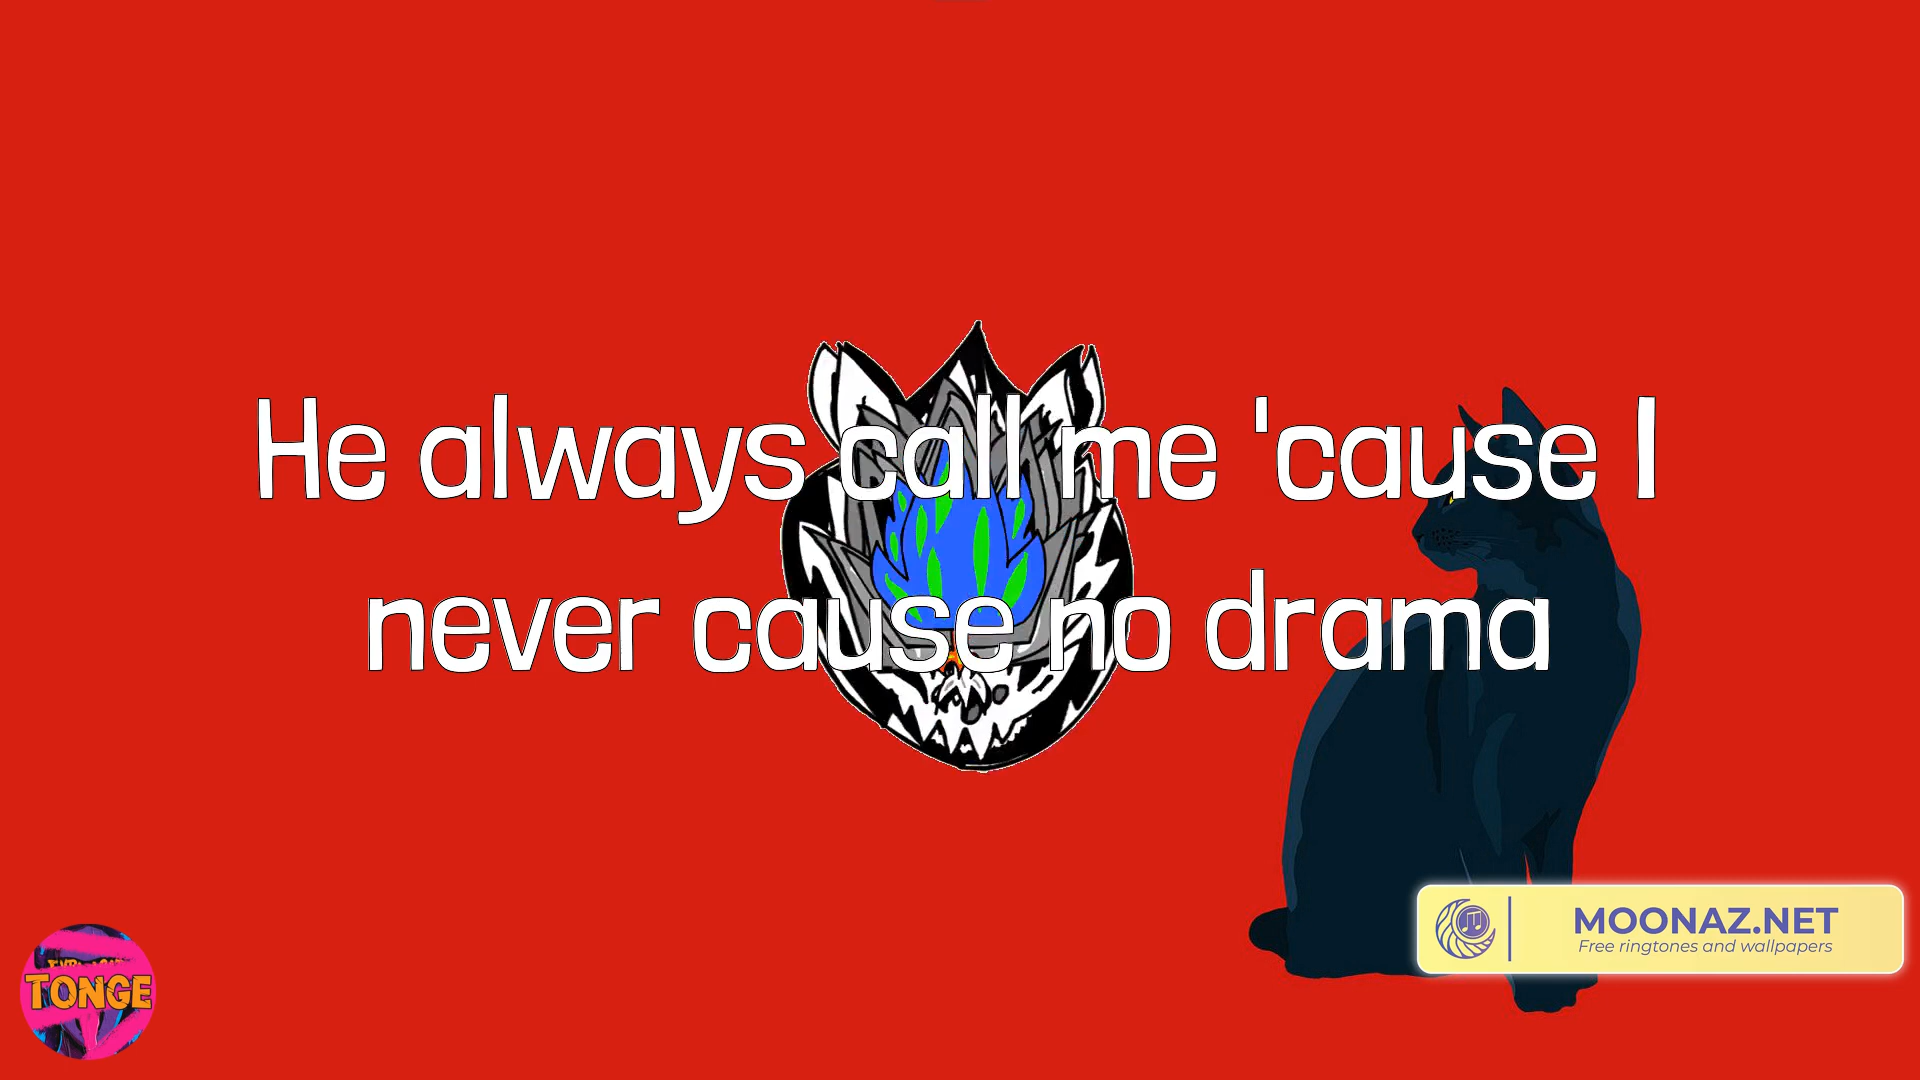 He always call me 'cause I
never cause no drama
MOONAZ.NET
Free ringtones and wallpapers
TONGE